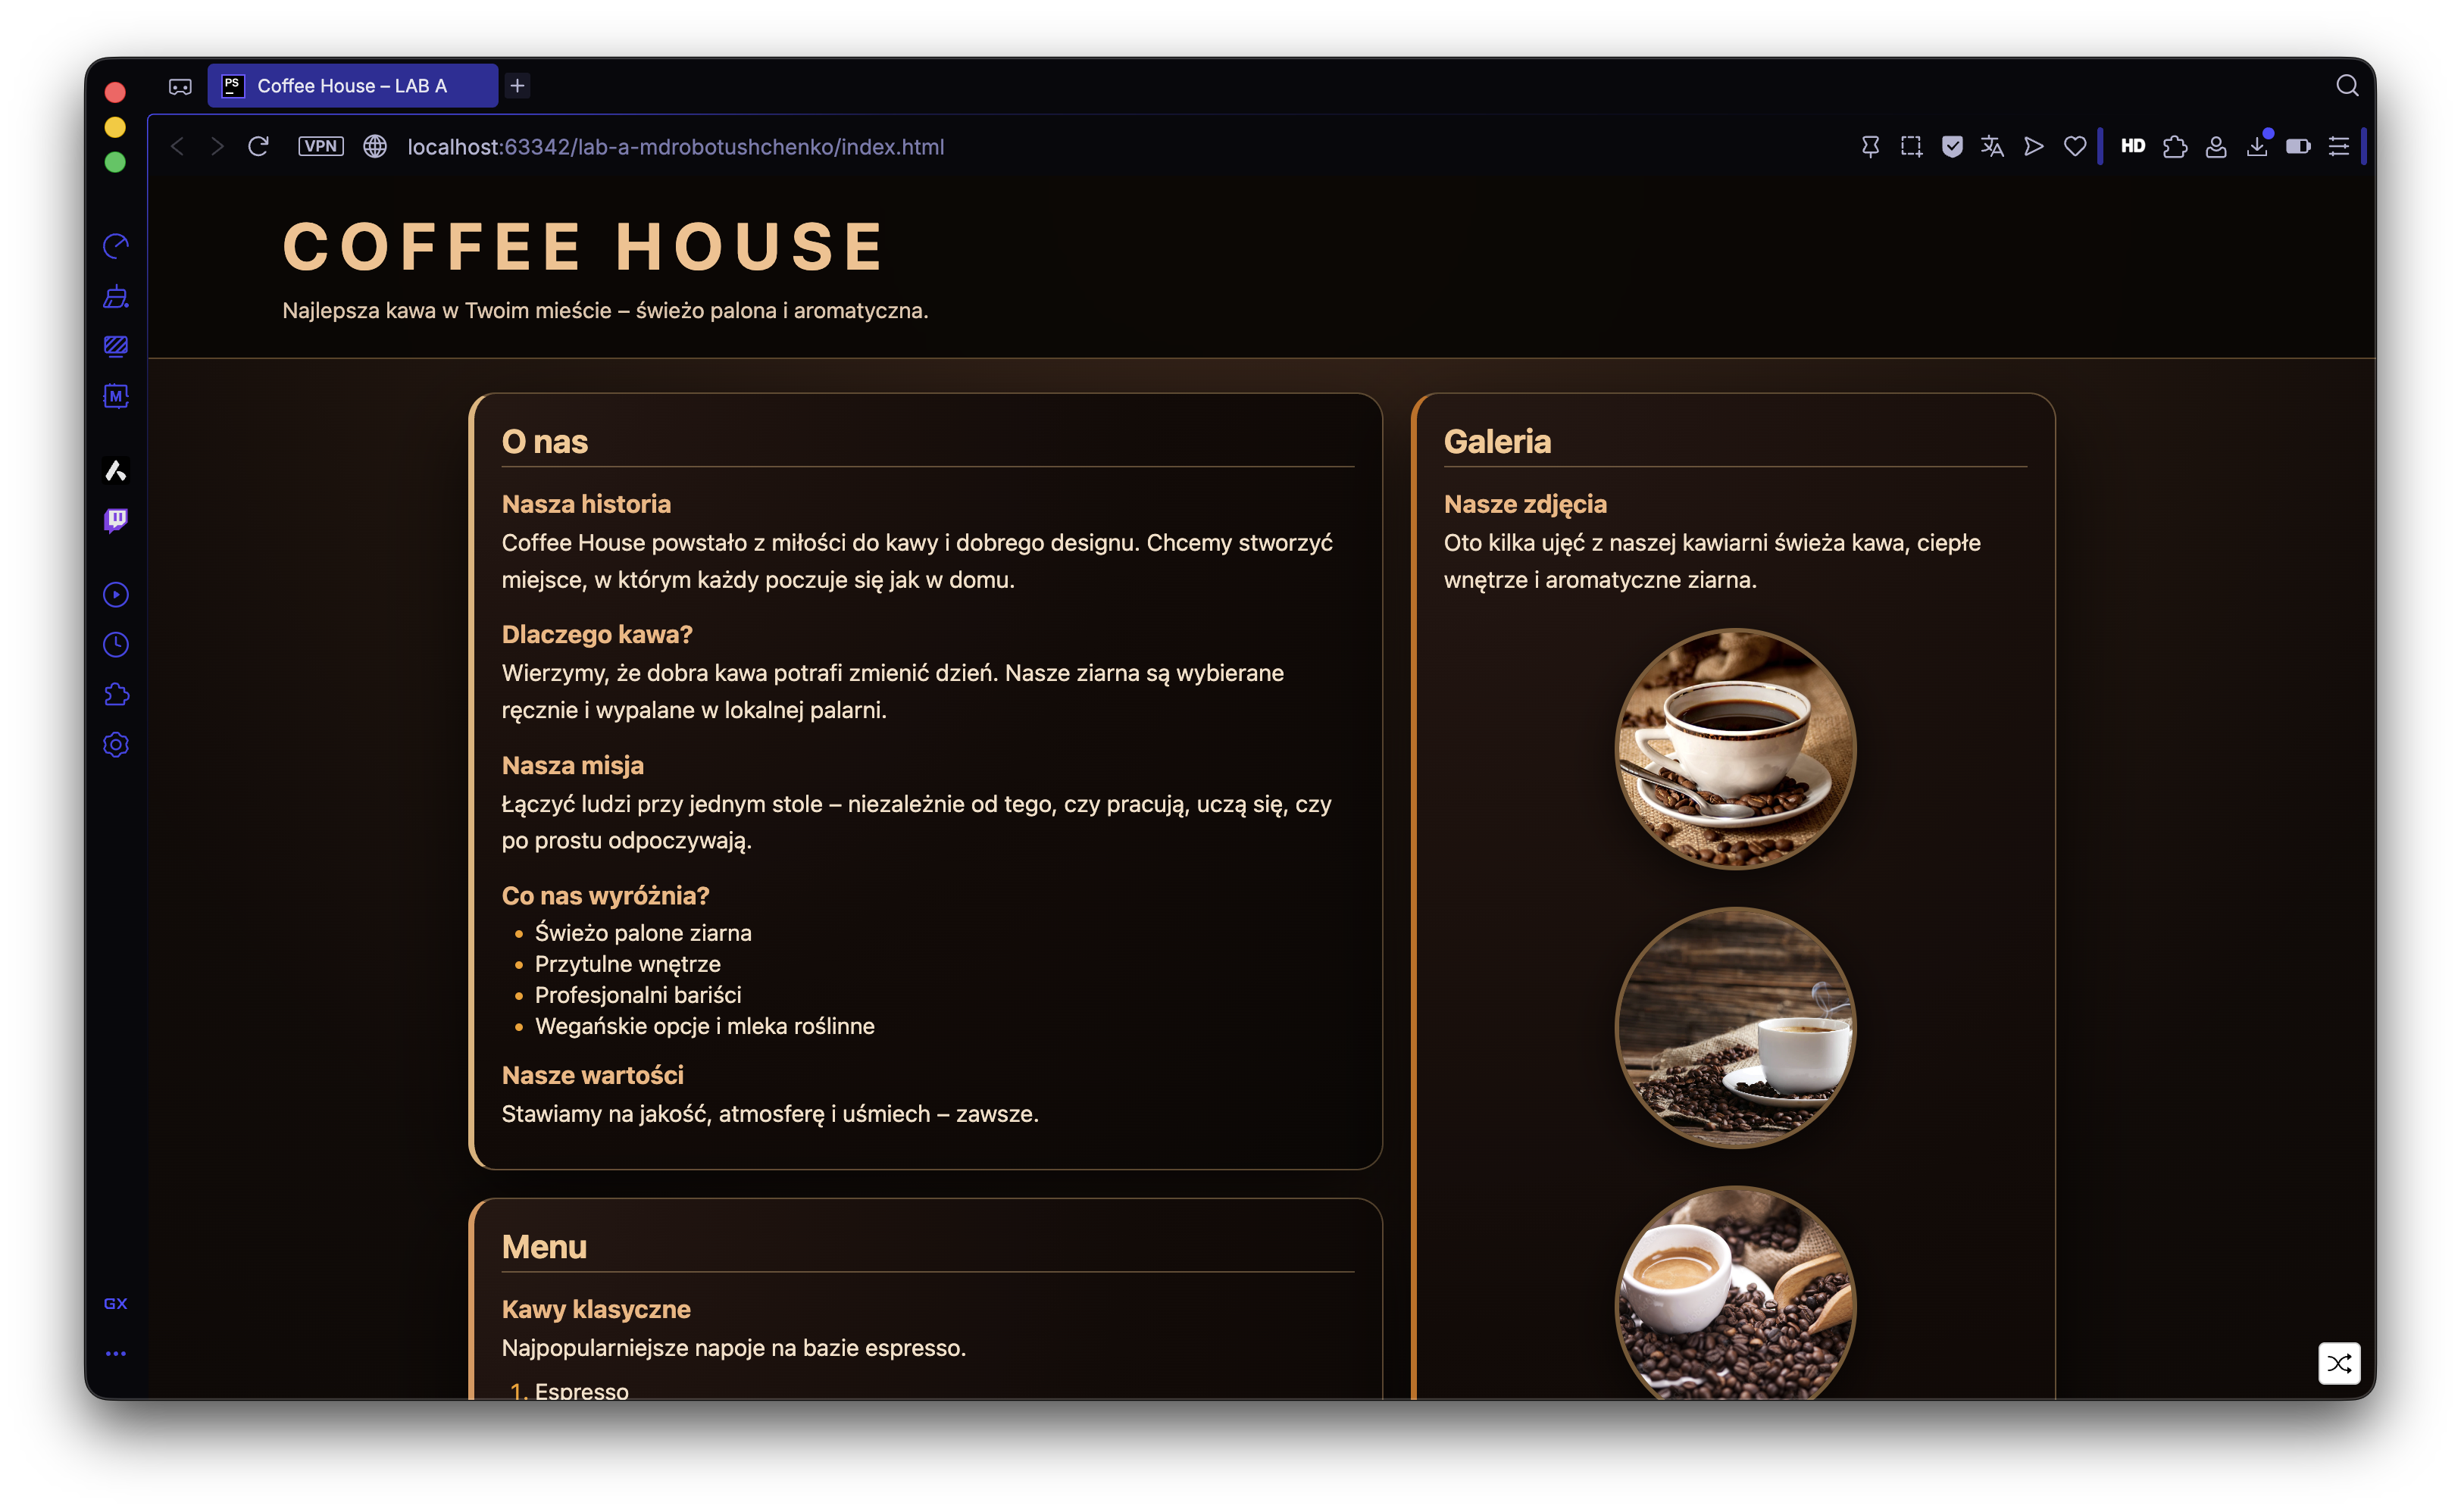 PS
Coffee House – LAB A
VPN
localhost:63342/lab-a-mdrobotushchenko/index.html
HD
M
GX
COFFEE HOUSE
Najlepsza kawa w Twoim mieście – świeżo palona i aromatyczna.
O nas
Nasza historia
Coffee House powstało z miłości do kawy i dobrego designu. Chcemy stworzyć
miejsce, w którym każdy poczuje się jak w domu.
Dlaczego kawa?
Wierzymy, że dobra kawa potrafi zmienić dzień. Nasze ziarna są wybierane
ręcznie i wypalane w lokalnej palarni.
Nasza misja
Łączyć ludzi przy jednym stole – niezależnie od tego, czy pracują, uczą się, czy
po prostu odpoczywają.
Co nas wyróżnia?
• Świeżo palone ziarna
• Przytulne wnętrze
• Profesjonalni bariści
• Wegańskie opcje i mleka roślinne
Nasze wartości
Stawiamy na jakość, atmosferę i uśmiech – zawsze.
Menu
Kawy klasyczne
Najpopularniejsze napoje na bazie espresso.
1. Espresso
Galeria
Nasze zdjęcia
Oto kilka ujęć z naszej kawiarni świeża kawa, ciepłe
wnętrze i aromatyczne ziarna.